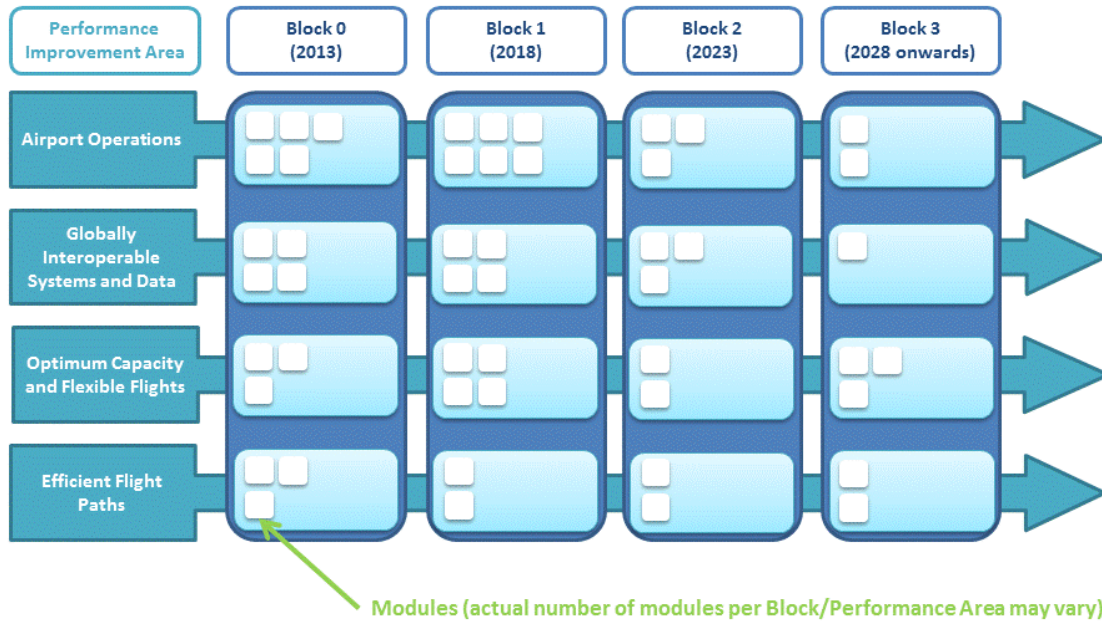 Performance
Improvement Area
Block 0
(2013)
Block 1
(2018)
Block 2
(2023)
Block 3
(2028 onwards)
Airport Operations
Globally
Interoperable
Systems and Data
Optimum Capacity
and Flexible Flights
Efficient Flight
Paths
Modules (actual number of modules per Block/Performance Area may vary)